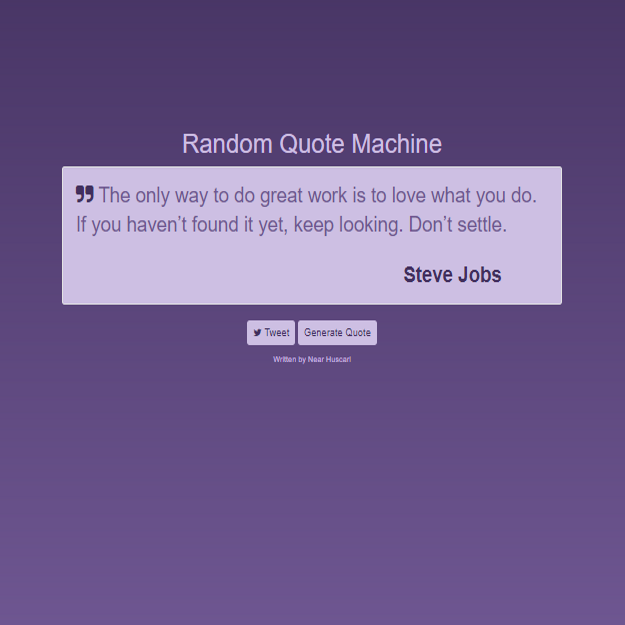 Random Quote Machine
The only way to do great work is to love what you do.
If you haven’t found it yet, keep looking. Don’t settle.
Steve Jobs
Tweet Generate Quote
Written by Near Huscarl